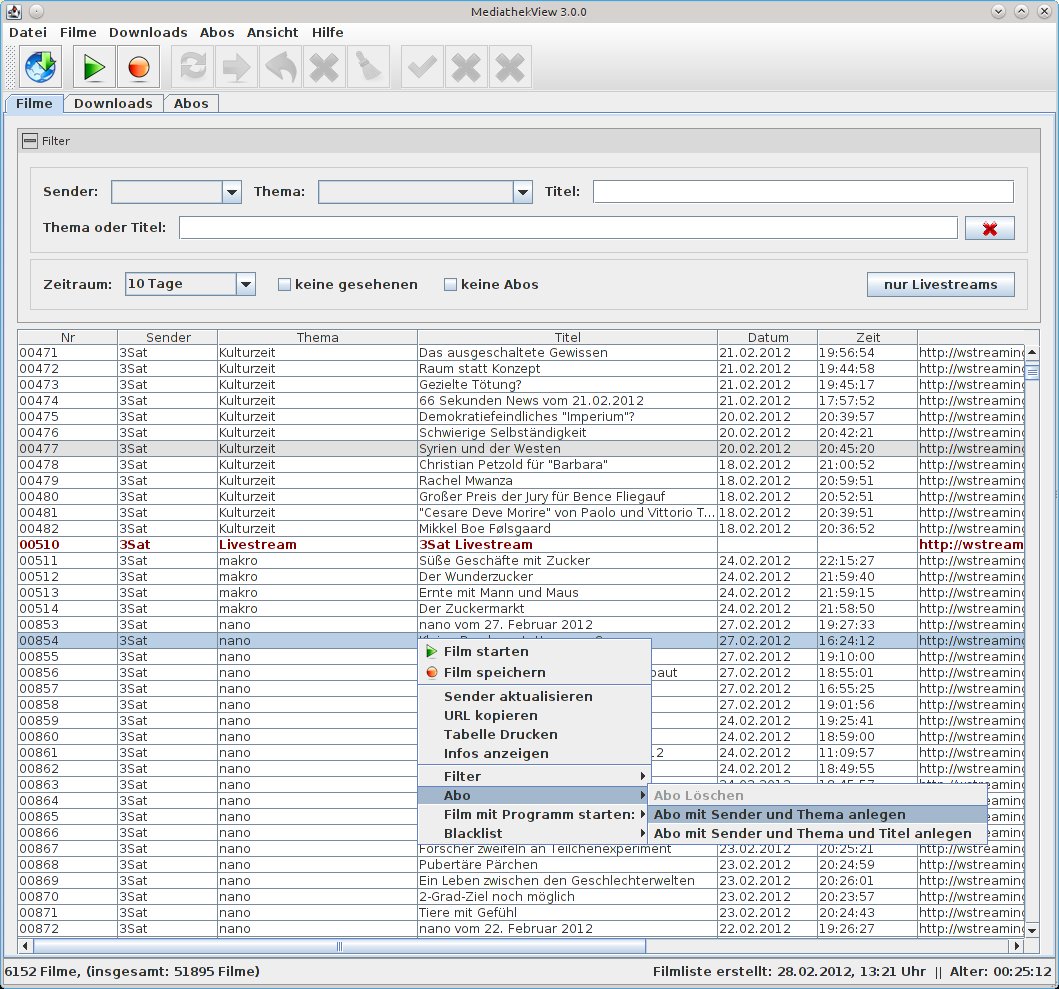 MediathekView 3.0.0
Datei Filme Downloads Abos Ansicht Hilfe
Filme Downloads Abos
Filter
Sender: Thema: Titel:
Thema oder Titel:
Zeitraum: 10 Tage keine gesehenen keine Abos nur Livestreams
Nr Sender Thema Titel Datum Zeit
00471 3Sat Kulturzeit Das ausgeschaltete Gewissen 21.02.2012 19:56:54 http://wstreaming
00472 3Sat Kulturzeit Raum statt Konzept 21.02.2012 19:44:58 http://wstreaming
00473 3Sat Kulturzeit Gezielte Tötung? 21.02.2012 19:45:17 http://wstreaming
00474 3Sat Kulturzeit 66 Sekunden News vom 21.02.2012 21.02.2012 17:57:52 http://wstreaming
00475 3Sat Kulturzeit Demokratiefeindliches "Imperium"? 20.02.2012 20:39:57 http://wstreaming
00476 3Sat Kulturzeit Schwierige Selbständigkeit 20.02.2012 20:42:21 http://wstreaming
00477 3Sat Kulturzeit Syrien und der Westen 20.02.2012 20:45:20 http://wstreaming
00478 3Sat Kulturzeit Christian Petzold für "Barbara" 18.02.2012 21:00:52 http://wstreaming
00479 3Sat Kulturzeit Rachel Mwanza 18.02.2012 20:59:51 http://wstreaming
00480 3Sat Kulturzeit Großer Preis der Jury für Bence Fliegauf 18.02.2012 20:52:51 http://wstreaming
00481 3Sat Kulturzeit "Cesare Deve Morire" von Paolo und Vittorio T... 18.02.2012 20:39:51 http://wstreaming
00482 3Sat Kulturzeit Mikkel Boe Følsgaard 18.02.2012 20:36:52 http://wstreaming
00510 3Sat Livestream 3Sat Livestream http://wstream
00511 3Sat makro Süße Geschäfte mit Zucker 24.02.2012 22:15:27 http://wstreaming
00512 3Sat makro Der Wunderzucker 24.02.2012 21:59:40 http://wstreaming
00513 3Sat makro Ernte mit Mann und Maus 24.02.2012 21:59:15 http://wstreaming
00514 3Sat makro Der Zuckermarkt 24.02.2012 21:58:50 http://wstreaming
00853 3Sat nano nano vom 27. Februar 2012 27.02.2012 19:27:33 http://wstreaming
00854 3Sat nano 27.02.2012 16:24:12 http://wstreaming
00855 3Sat nano 27.02.2012 19:10:00 http://wstreaming
00856 3Sat nano baut 27.02.2012 18:55:01 http://wstreaming
00857 3Sat nano 27.02.2012 16:55:25 http://wstreaming
00858 3Sat nano 27.02.2012 19:01:56 http://wstreaming
00859 3Sat nano 24.02.2012 19:25:41 http://wstreaming
00860 3Sat nano 24.02.2012 18:59:00 http://wstreaming
00861 3Sat nano 12 24.02.2012 11:09:57 http://wstreaming
00862 3Sat nano 24.02.2012 18:49:55 http://wstreaming
00863 3Sat nano
00864 3Sat nano
00865 3Sat nano
00866 3Sat nano
00867 3Sat nano Forscher zweifeln an Teilchenexperiment 23.02.2012 20:25:21 http://wstreaming
00868 3Sat nano Pubertäre Pärchen 23.02.2012 20:24:59 http://wstreaming
00869 3Sat nano Ein Leben zwischen den Geschlechterwelten 23.02.2012 20:26:01 http://wstreaming
00870 3Sat nano 2-Grad-Ziel noch möglich 23.02.2012 20:23:57 http://wstreaming
00871 3Sat nano Tiere mit Gefühl 23.02.2012 20:24:43 http://wstreaming
00872 3Sat nano nano vom 22. Februar 2012 22.02.2012 19:26:27 http://wstreaming
Film starten
Film speichern
Sender aktualisieren
URL kopieren
Tabelle Drucken
Infos anzeigen
Filter
Abo
Film mit Programm starten:
Blacklist
Abo Löschen
Abo mit Sender und Thema anlegen
Abo mit Sender und Thema und Titel anlegen
6152 Filme, (insgesamt: 51895 Filme) Filmliste erstellt: 28.02.2012, 13:21 Uhr || Alter: 00:25:12